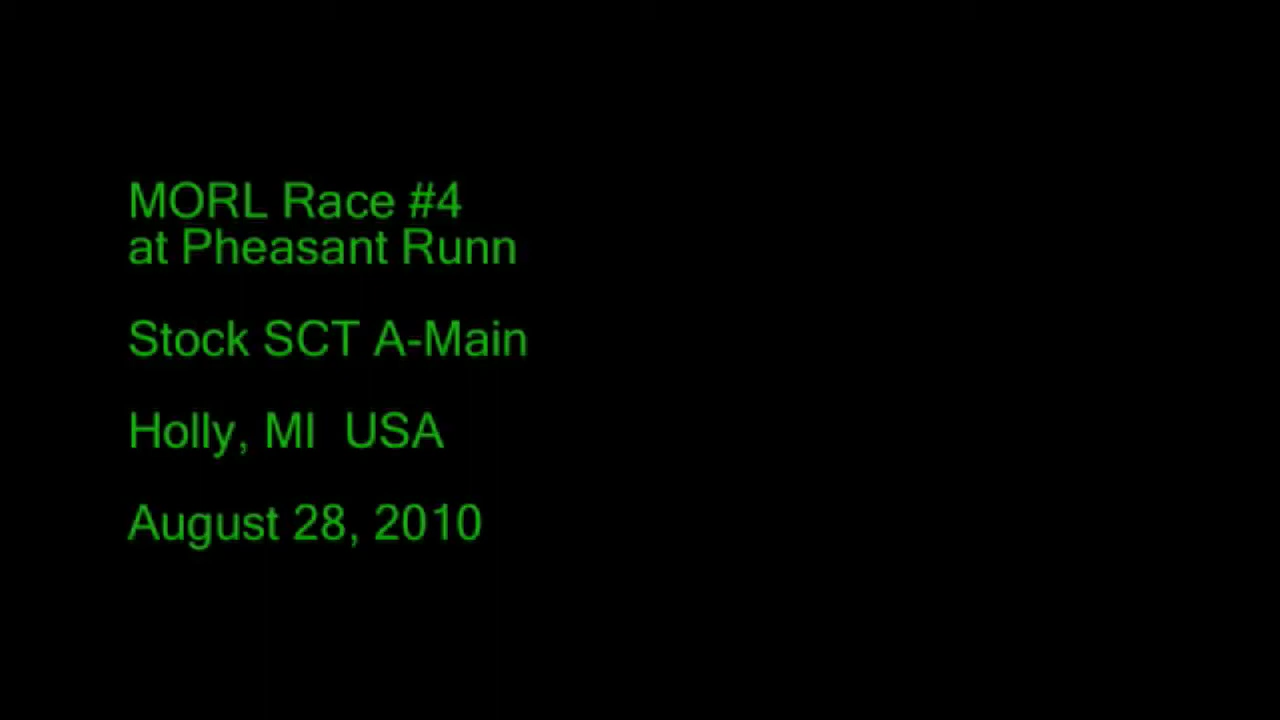 MORL Race #4
at Pheasant Runn
Stock SCT A-Main
Holly, MI  USA
August 28, 2010